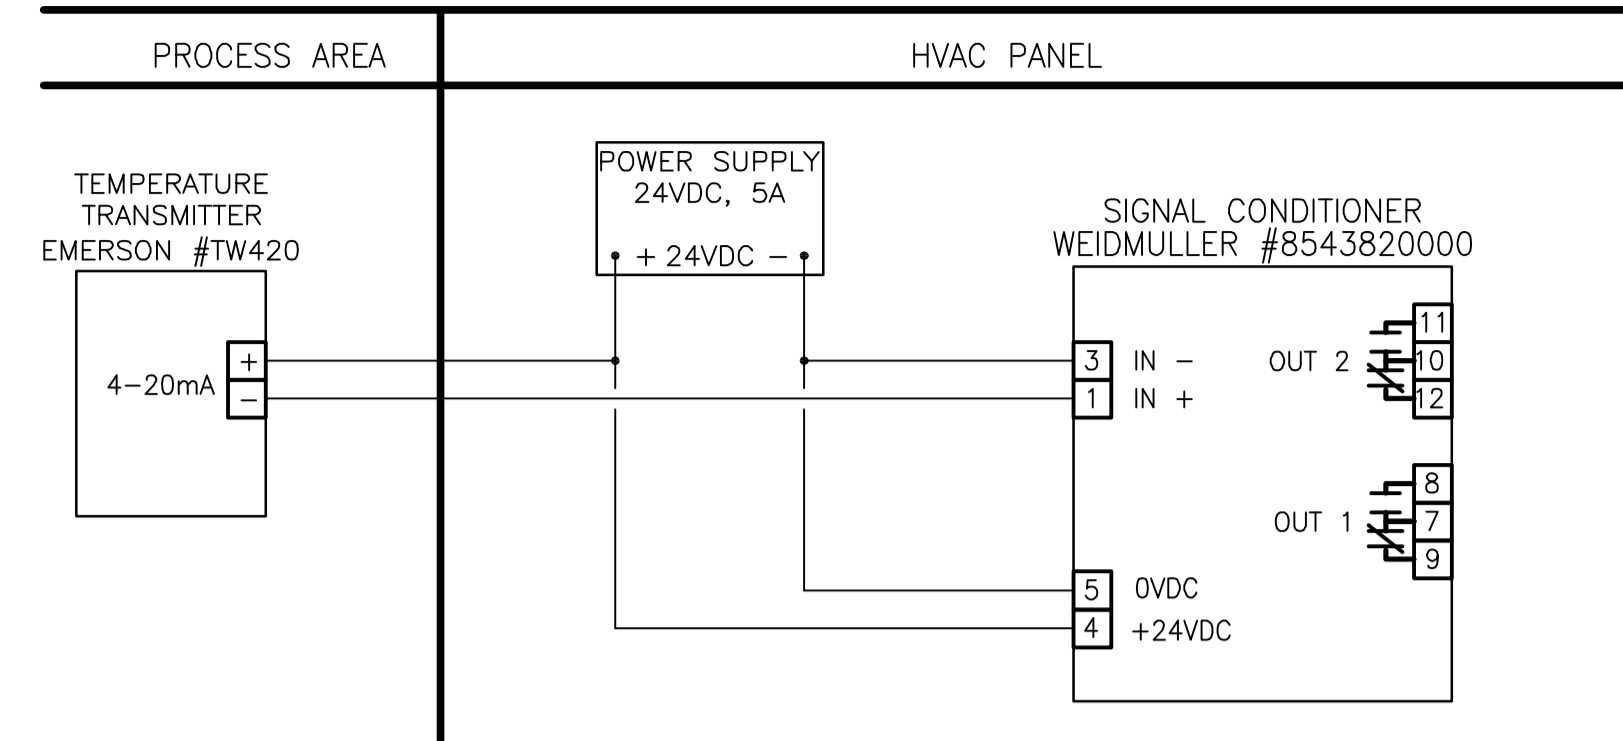 PROCESS AREA
HVAC PANEL
TEMPERATURE
TRANSMITTER
EMERSON #TW420
4-20mA
+
-
POWER SUPPLY
24VDC, 5A
+ 24VDC -
SIGNAL CONDITIONER
WEIDMULLER #8543820000
3 IN -
1 IN +
5 0VDC
4 +24VDC
11
OUT 2 10
12
8
OUT 1 7
9